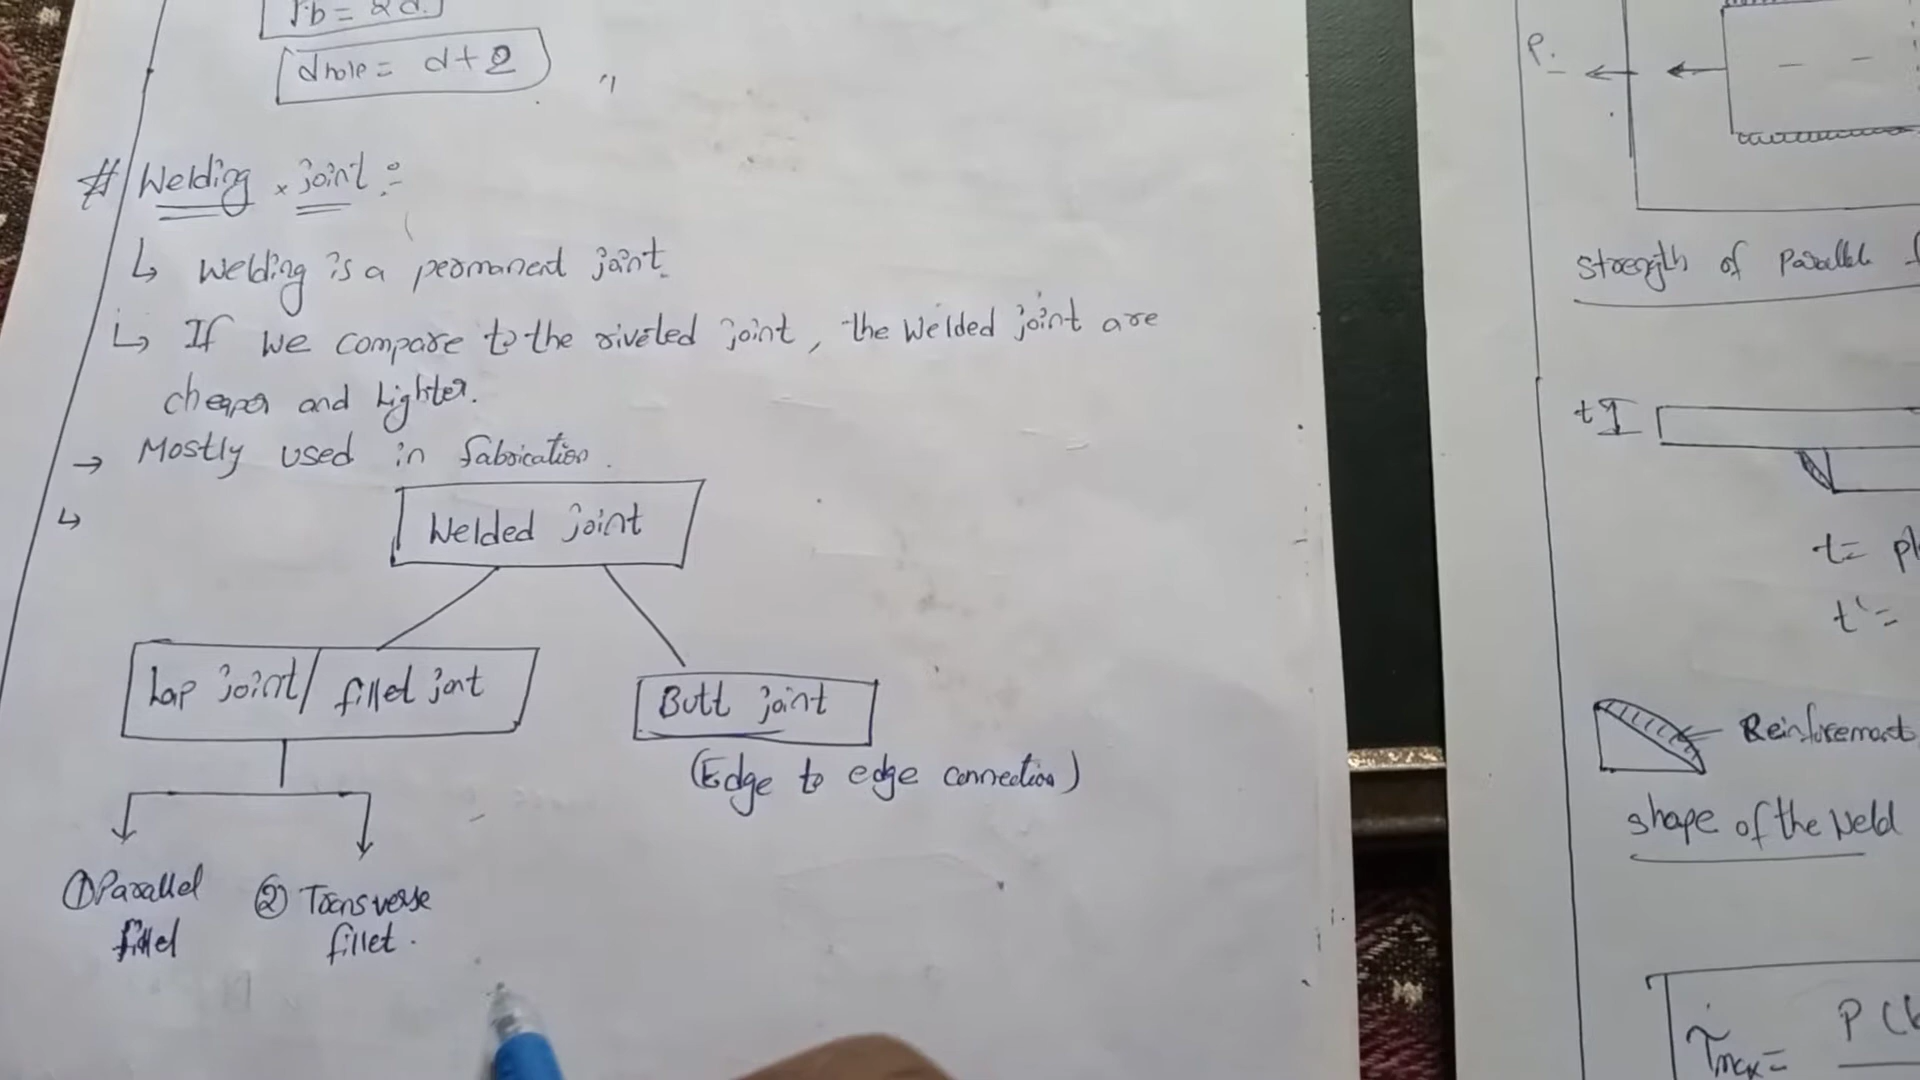 d hole = d+2
# Welding x joint :-
↳ Welding is a permanent joint.
↳ If we compare to the riveted joint, the welded joint are
cheaper and Lighter.
→ Mostly used in fabrication.
↳
Welded joint
Lap joint/ fillet jont
Butt joint
(Edge to edge connection)
① Parallel
fillet
② Transverse
fillet.
P.
Strength of Parallel
t
t=
t'=
Reinforcement
shape of the Weld
τmax= P